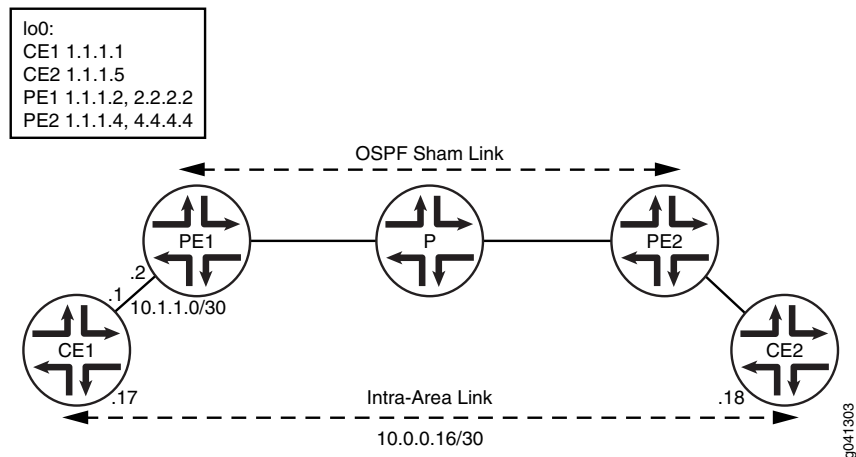 lo0:
CE1 1.1.1.1
CE2 1.1.1.5
PE1 1.1.1.2, 2.2.2.2
PE2 1.1.1.4, 4.4.4.4
OSPF Sham Link
PE1
P
PE2
.2
.1
10.1.1.0/30
CE1
CE2
.17
Intra-Area Link
.18
10.0.0.16/30
g041303